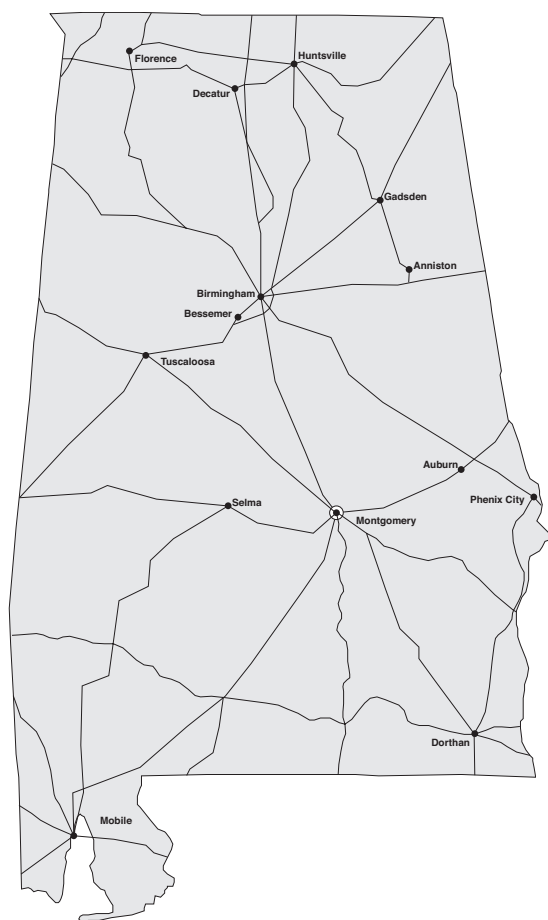 Florence
Huntsville
Decatur
Gadsden
Anniston
Birmingham
Bessemer
Tuscaloosa
Auburn
Phenix City
Selma
Montgomery
Dorthan
Mobile